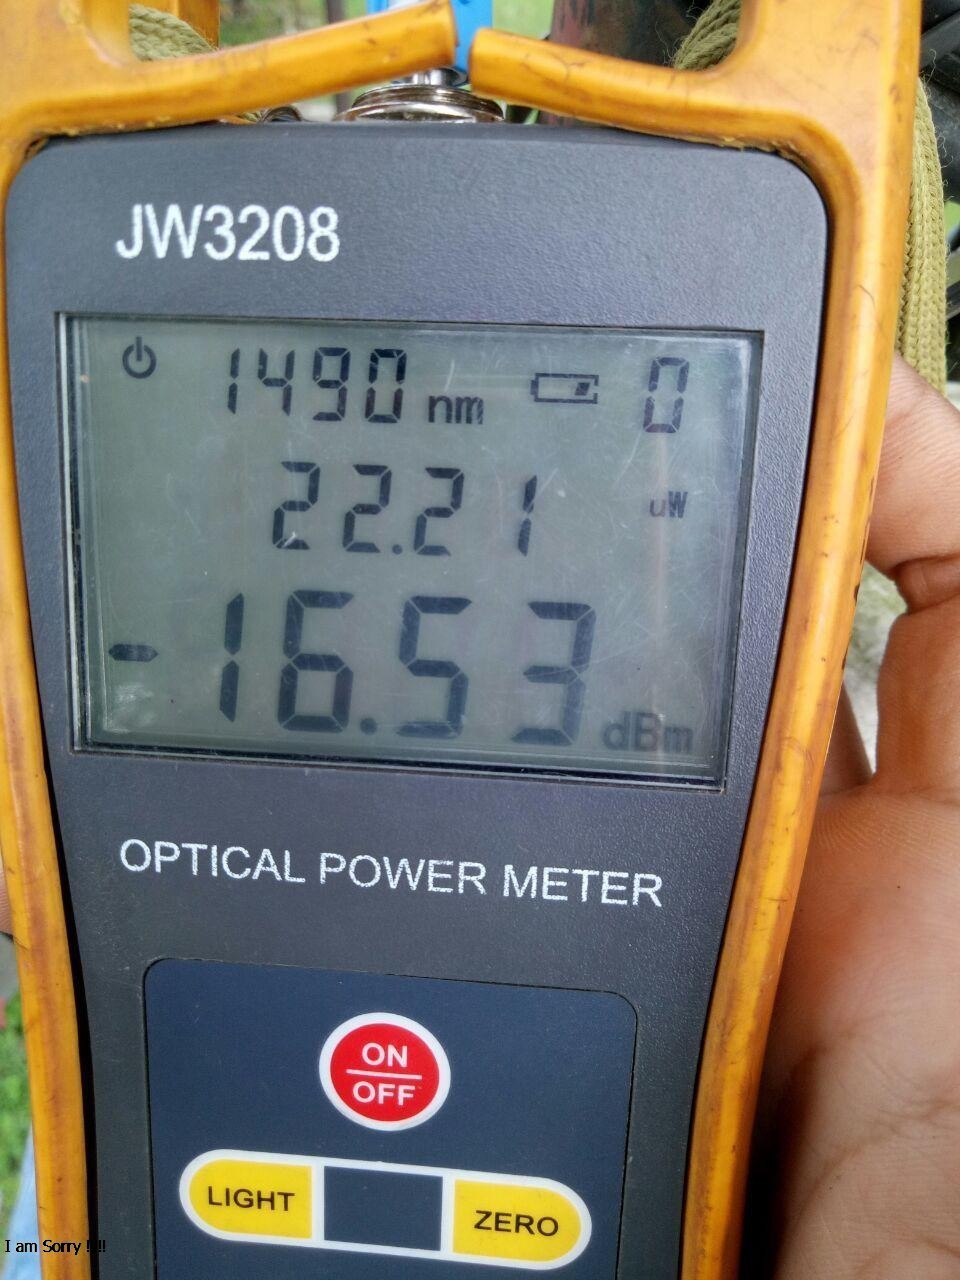 JW3208
1490 nm 0
22.21 uW
-16.53 dBm
OPTICAL POWER METER
ON
OFF
LIGHT ZERO
I am Sorry ! !!!